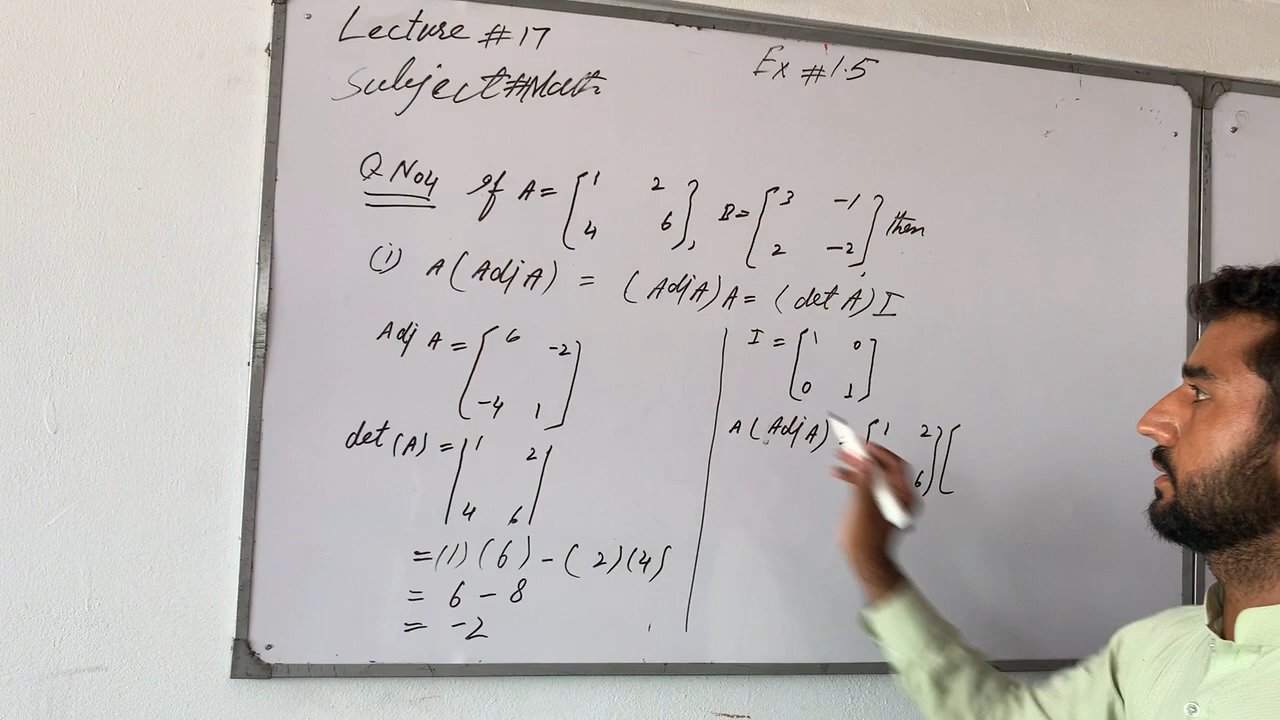 Lecture #17
Subject#Math
Ex #1.5
Q No4 If A = [1 2 4 6], B = [3 -1 2 -2] then
(i) A (Adj A) = (Adj A) A = (det A) I
Adj A = [6 -2 -4 1]
det (A) = |1 2 4 6|
= (1) (6) - (2) (4)
= 6 - 8
= -2
I = [1 0 0 1]
A (Adj A) = [1 2 6] [